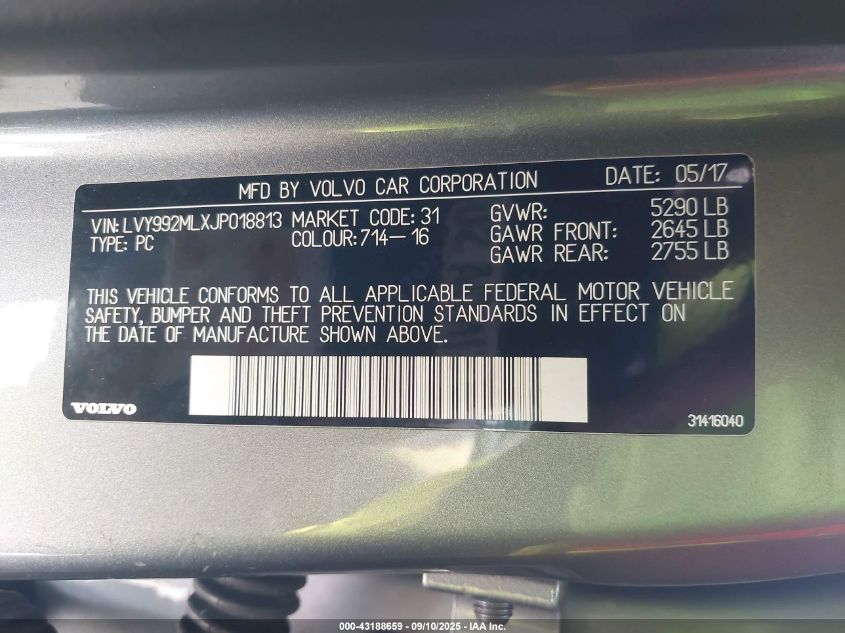 MFD BY VOLVO CAR CORPORATION DATE: 05/17
VIN: LVY992MLXJP018813 MARKET CODE: 31 GVWR: 5290 LB
TYPE: PC COLOUR: 714-16 GAWR FRONT: 2645 LB
GAWR REAR: 2755 LB
THIS VEHICLE CONFORMS TO ALL APPLICABLE FEDERAL MOTOR VEHICLE
SAFETY, BUMPER AND THEFT PREVENTION STANDARDS IN EFFECT ON
THE DATE OF MANUFACTURE SHOWN ABOVE.
VOLVO 31416040
000-43188659 - 09/10/2025 - IAA Inc.